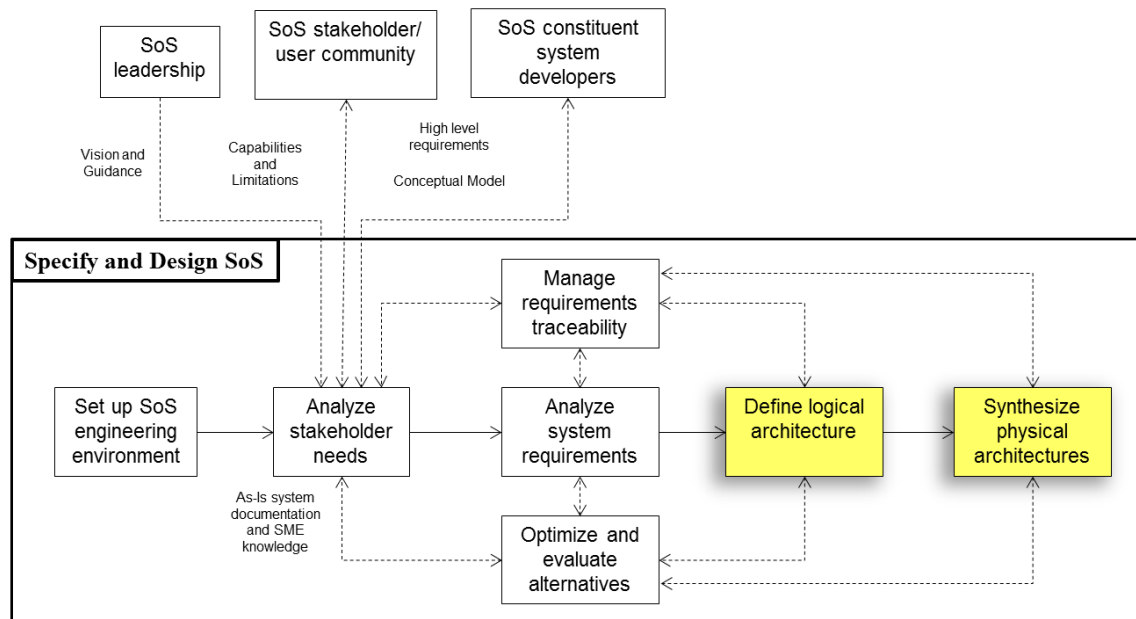 SoS
leadership
SoS stakeholder/
user community
SoS constituent
system
developers
Vision and
Guidance
Capabilities
and
Limitations
High level
requirements
Conceptual Model
Specify and Design SoS
Manage
requirements
traceability
Set up SoS
engineering
environment
Analyze
stakeholder
needs
Analyze
system
requirements
Define logical
architecture
Synthesize
physical
architectures
As-Is system
documentation
and SME
knowledge
Optimize and
evaluate
alternatives